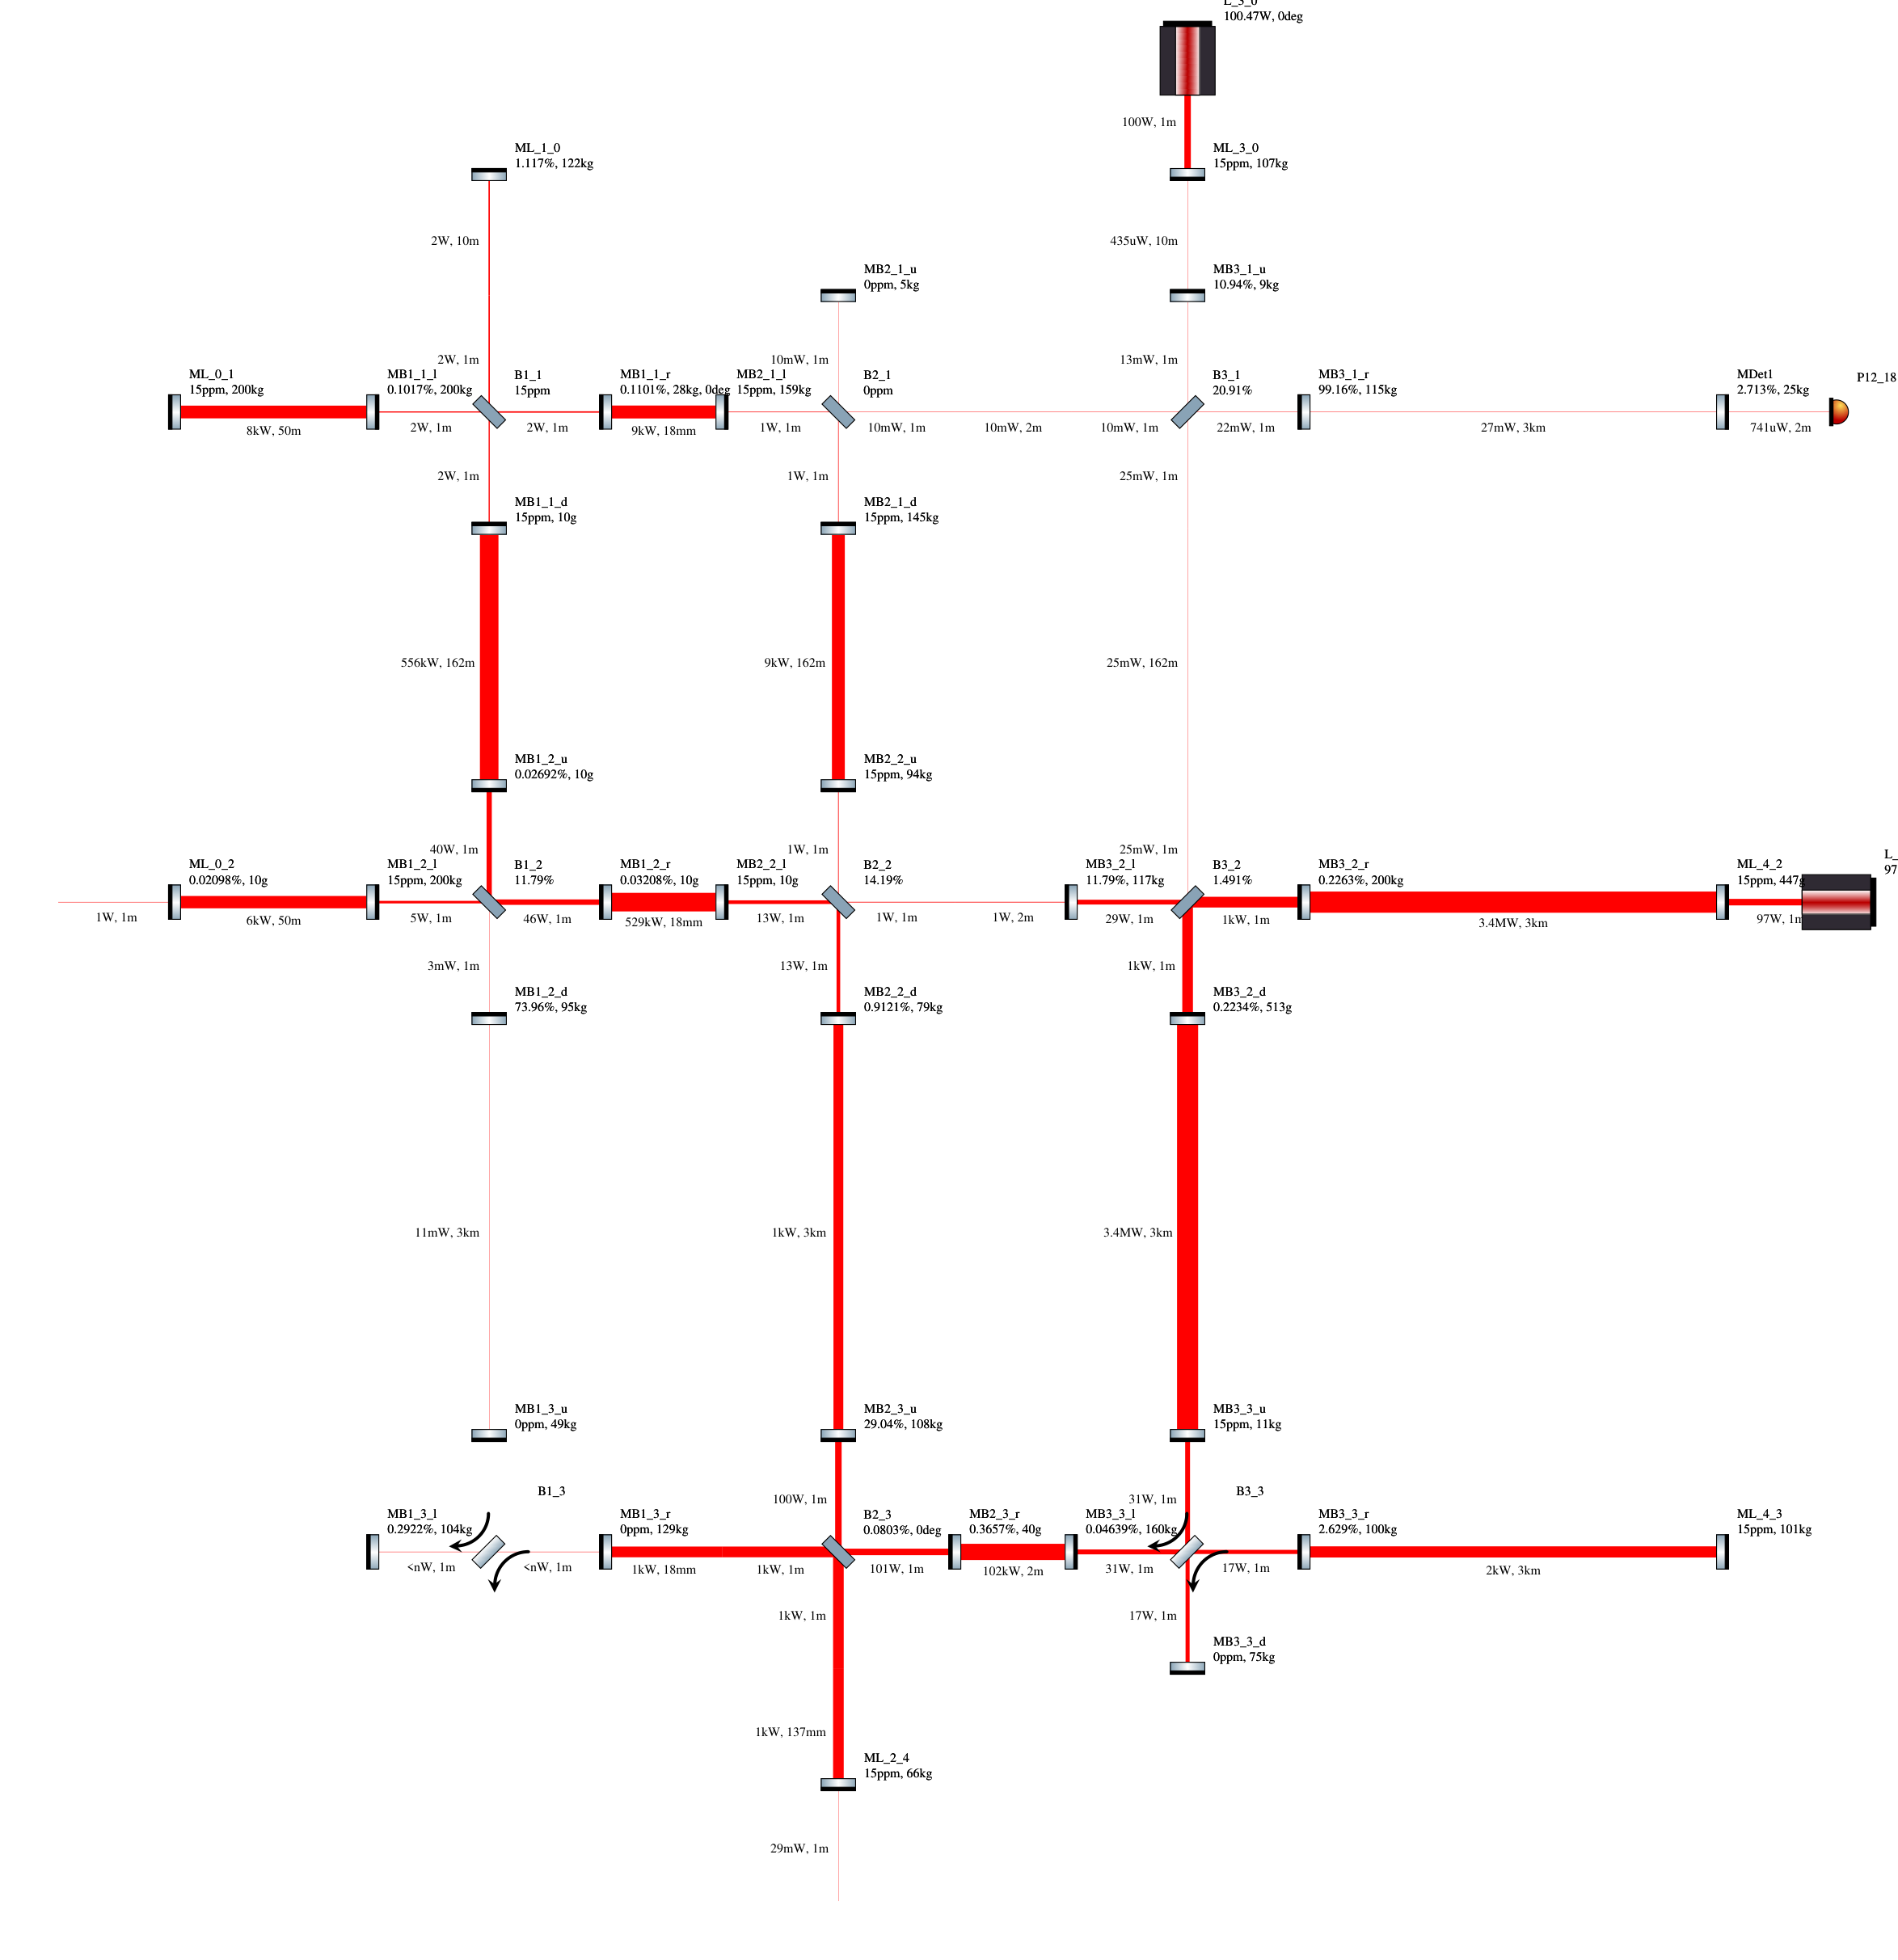 L_3_0
100.47W, 0deg
100W, 1m
ML_3_0
15ppm, 107kg
ML_1_0
1.117%, 122kg
2W, 10m
435uW, 10m
MB2_1_u
0ppm, 5kg
MB3_1_u
10.94%, 9kg
2W, 1m
10mW, 1m
13mW, 1m
ML_0_1
15ppm, 200kg
MB1_1_l
0.1017%, 200kg
B1_1
15ppm
MB1_1_r
0.1101%, 28kg, 0deg
MB2_1_l
15ppm, 159kg
B2_1
0ppm
B3_1
20.91%
MB3_1_r
99.16%, 115kg
MDet1
2.713%, 25kg
P12_18
8kW, 50m
2W, 1m
2W, 1m
9kW, 18mm
1W, 1m
10mW, 1m
10mW, 2m
10mW, 1m
22mW, 1m
27mW, 3km
741uW, 2m
2W, 1m
1W, 1m
25mW, 1m
MB1_1_d
15ppm, 10g
MB2_1_d
15ppm, 145kg
556kW, 162m
9kW, 162m
25mW, 162m
MB1_2_u
0.02692%, 10g
MB2_2_u
15ppm, 94kg
40W, 1m
1W, 1m
25mW, 1m
ML_0_2
0.02098%, 10g
MB1_2_l
15ppm, 200kg
B1_2
11.79%
MB1_2_r
0.03208%, 10g
MB2_2_l
15ppm, 10g
B2_2
14.19%
MB3_2_l
11.79%, 117kg
B3_2
1.491%
MB3_2_r
0.2263%, 200kg
ML_4_2
15ppm, 447g
L_
97
1W, 1m
6kW, 50m
5W, 1m
46W, 1m
529kW, 18mm
13W, 1m
1W, 1m
1W, 2m
29W, 1m
1kW, 1m
3.4MW, 3km
97W, 1m
3mW, 1m
13W, 1m
1kW, 1m
MB1_2_d
73.96%, 95kg
MB2_2_d
0.9121%, 79kg
MB3_2_d
0.2234%, 513g
11mW, 3km
1kW, 3km
3.4MW, 3km
MB1_3_u
0ppm, 49kg
MB2_3_u
29.04%, 108kg
MB3_3_u
15ppm, 11kg
B1_3
100W, 1m
31W, 1m
B3_3
MB1_3_l
0.2922%, 104kg
MB1_3_r
0ppm, 129kg
B2_3
0.0803%, 0deg
MB2_3_r
0.3657%, 40g
MB3_3_l
0.04639%, 160kg
MB3_3_r
2.629%, 100kg
ML_4_3
15ppm, 101kg
<nW, 1m
<nW, 1m
1kW, 18mm
1kW, 1m
101W, 1m
102kW, 2m
31W, 1m
17W, 1m
2kW, 3km
1kW, 1m
17W, 1m
MB3_3_d
0ppm, 75kg
1kW, 137mm
ML_2_4
15ppm, 66kg
29mW, 1m